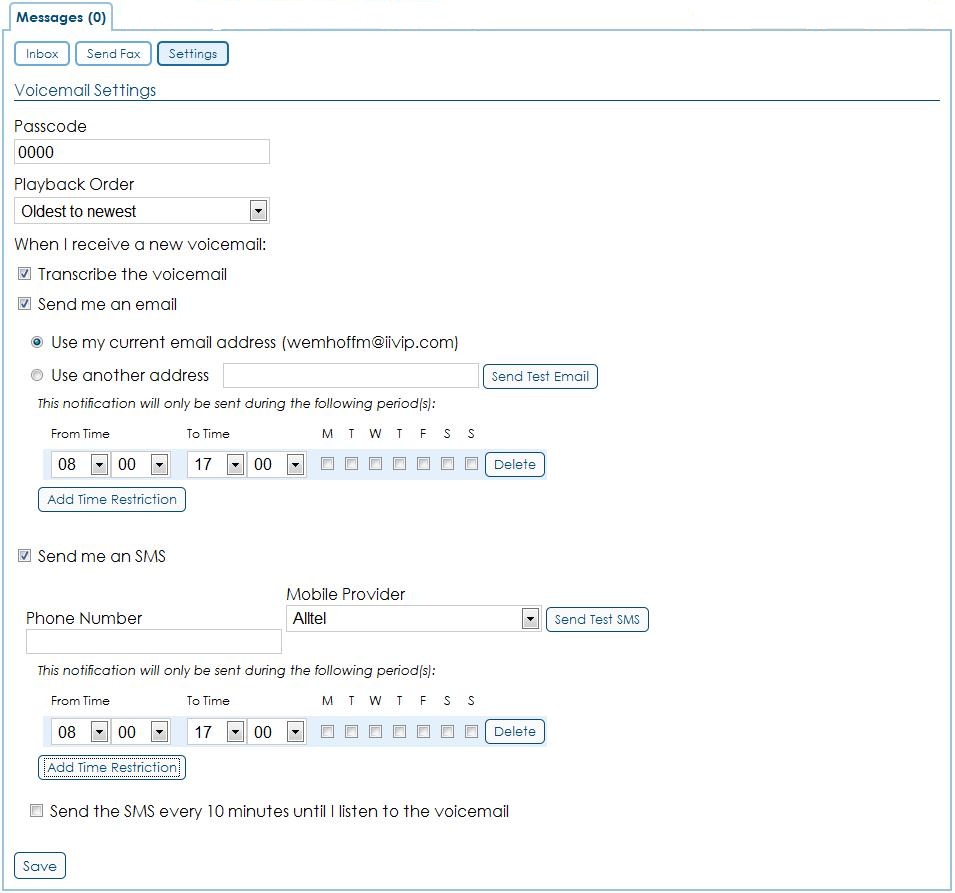 Messages (0)
Inbox Send Fax Settings
Voicemail Settings
Passcode
0000
Playback Order
Oldest to newest
When I receive a new voicemail:
Transcribe the voicemail
Send me an email
Use my current email address (wemhoffm@iivip.com)
Use another address Send Test Email
This notification will only be sent during the following period(s):
From Time To Time M T W T F S S
08 00 17 00 Delete
Add Time Restriction
Send me an SMS
Mobile Provider
Phone Number Alltel Send Test SMS
This notification will only be sent during the following period(s):
From Time To Time M T W T F S S
08 00 17 00 Delete
Add Time Restriction
Send the SMS every 10 minutes until I listen to the voicemail
Save